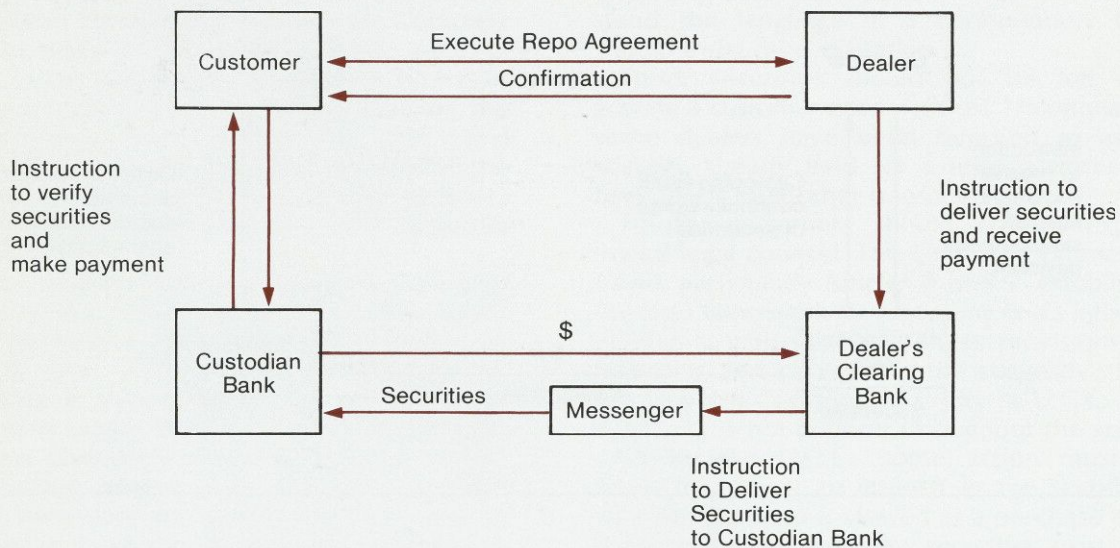 Execute Repo Agreement
Customer
Dealer
Confirmation
Instruction
to verify
securities
and
make payment
Instruction to
deliver securities
and receive
payment
$
Custodian
Bank
Dealer's
Clearing
Bank
Securities
Messenger
Instruction
to Deliver
Securities
to Custodian Bank